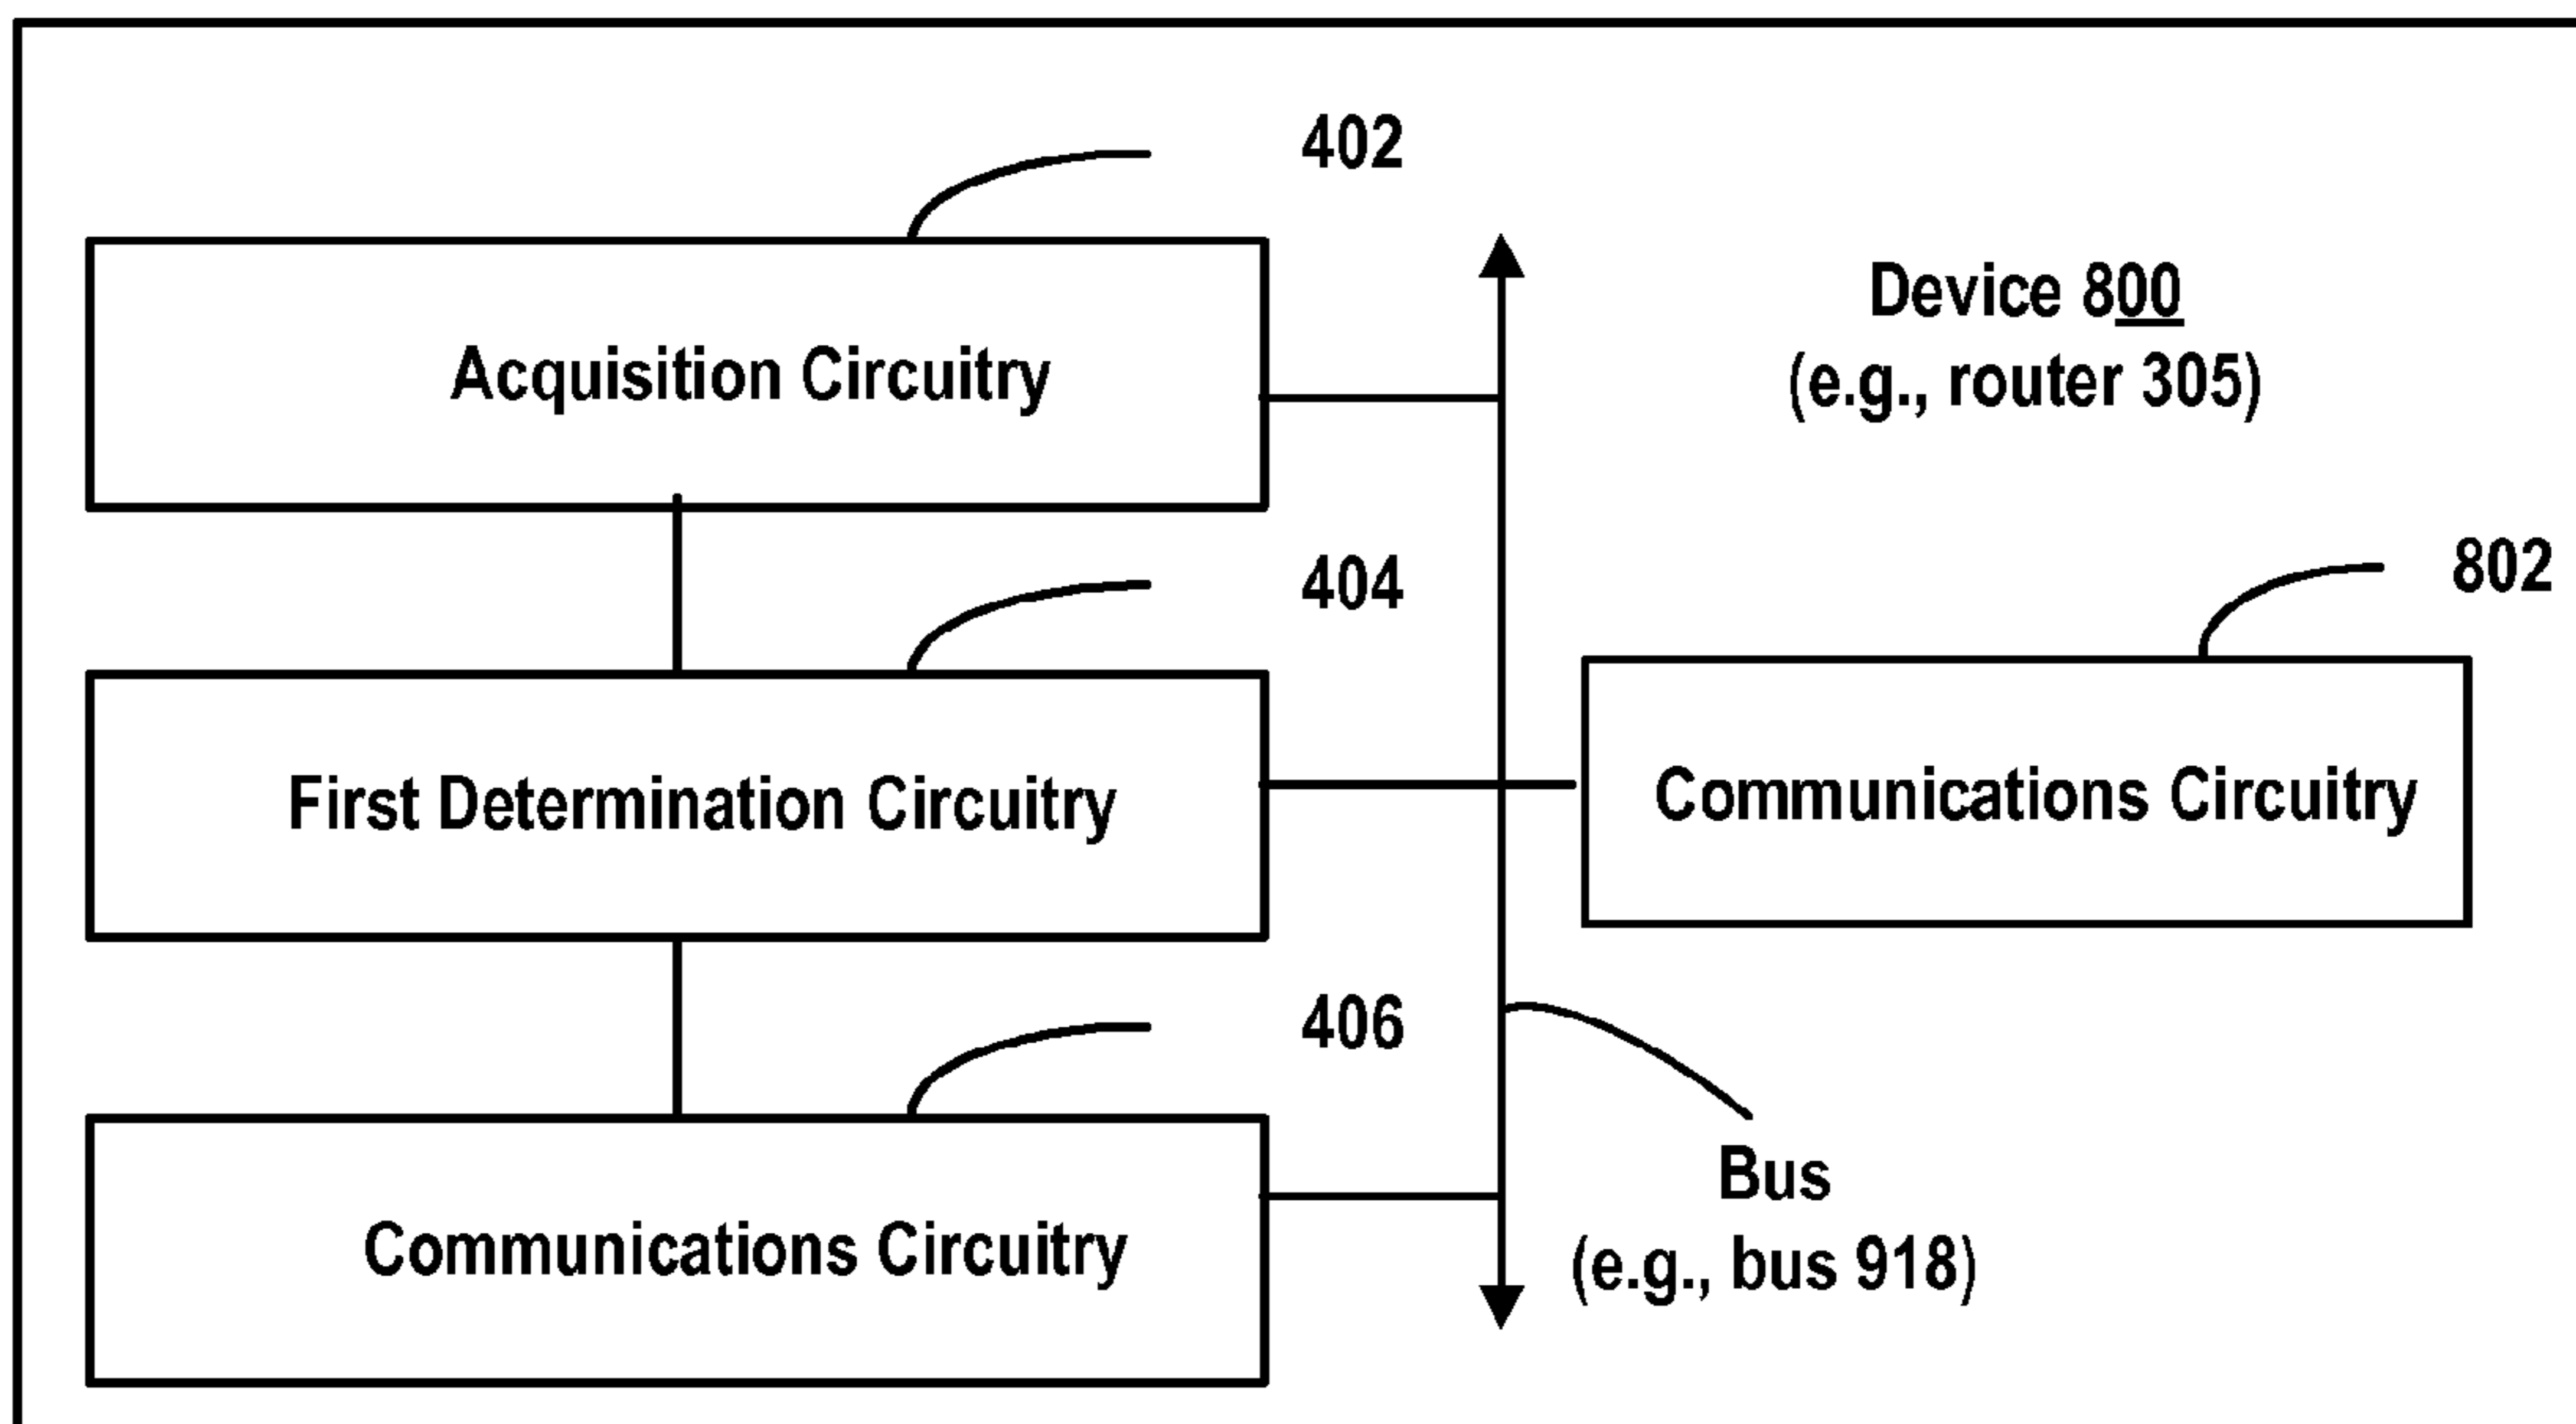 402
Acquisition Circuitry
Device 800
(e.g., router 305)
404
802
First Determination Circuitry
Communications Circuitry
406
Communications Circuitry
Bus
(e.g., bus 918)